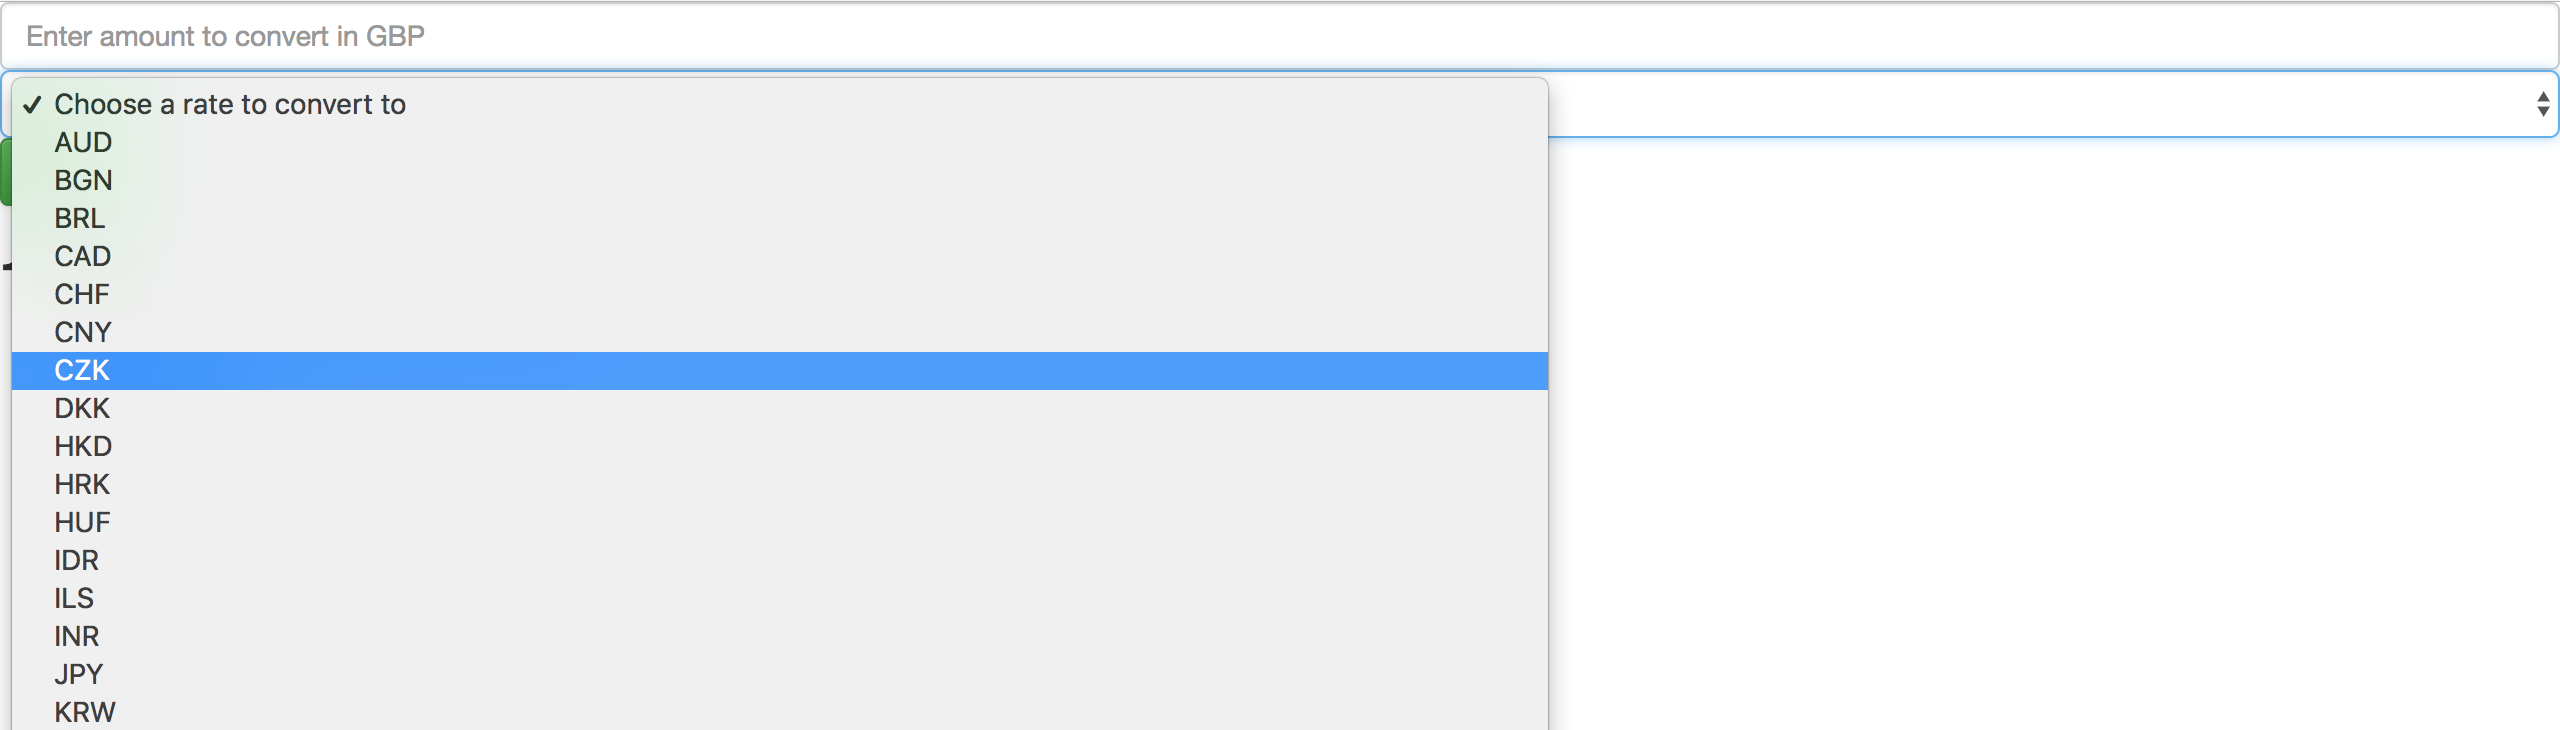 Enter amount to convert in GBP
✓ Choose a rate to convert to
AUD
BGN
BRL
CAD
CHF
CNY
CZK
DKK
HKD
HRK
HUF
IDR
ILS
INR
JPY
KRW